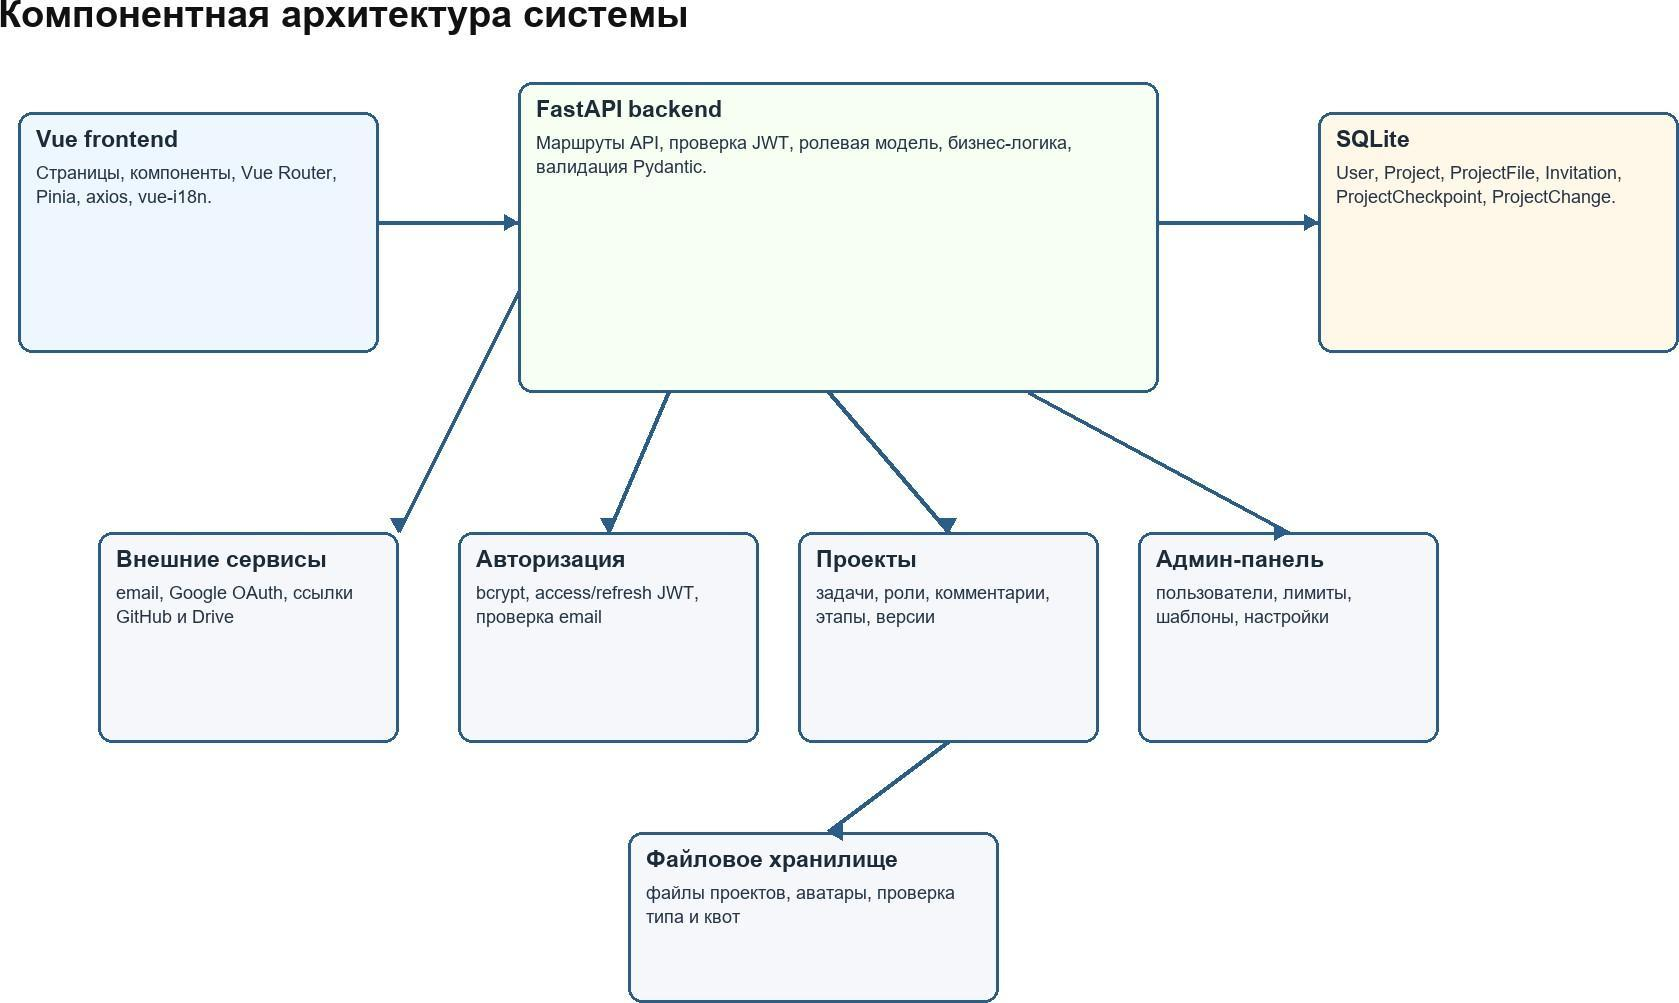 Компонентная архитектура системы
Vue frontend
Страницы, компоненты, Vue Router,
Pinia, axios, vue-i18n.
FastAPI backend
Маршруты API, проверка JWT, ролевая модель, бизнес-логика,
валидация Pydantic.
SQLite
User, Project, ProjectFile, Invitation,
ProjectCheckpoint, ProjectChange.
Внешние сервисы
email, Google OAuth, ссылки
GitHub и Drive
Авторизация
bcrypt, access/refresh JWT,
проверка email
Проекты
задачи, роли, комментарии,
этапы, версии
Админ-панель
пользователи, лимиты,
шаблоны, настройки
Файловое хранилище
файлы проектов, аватары, проверка
типа и квот